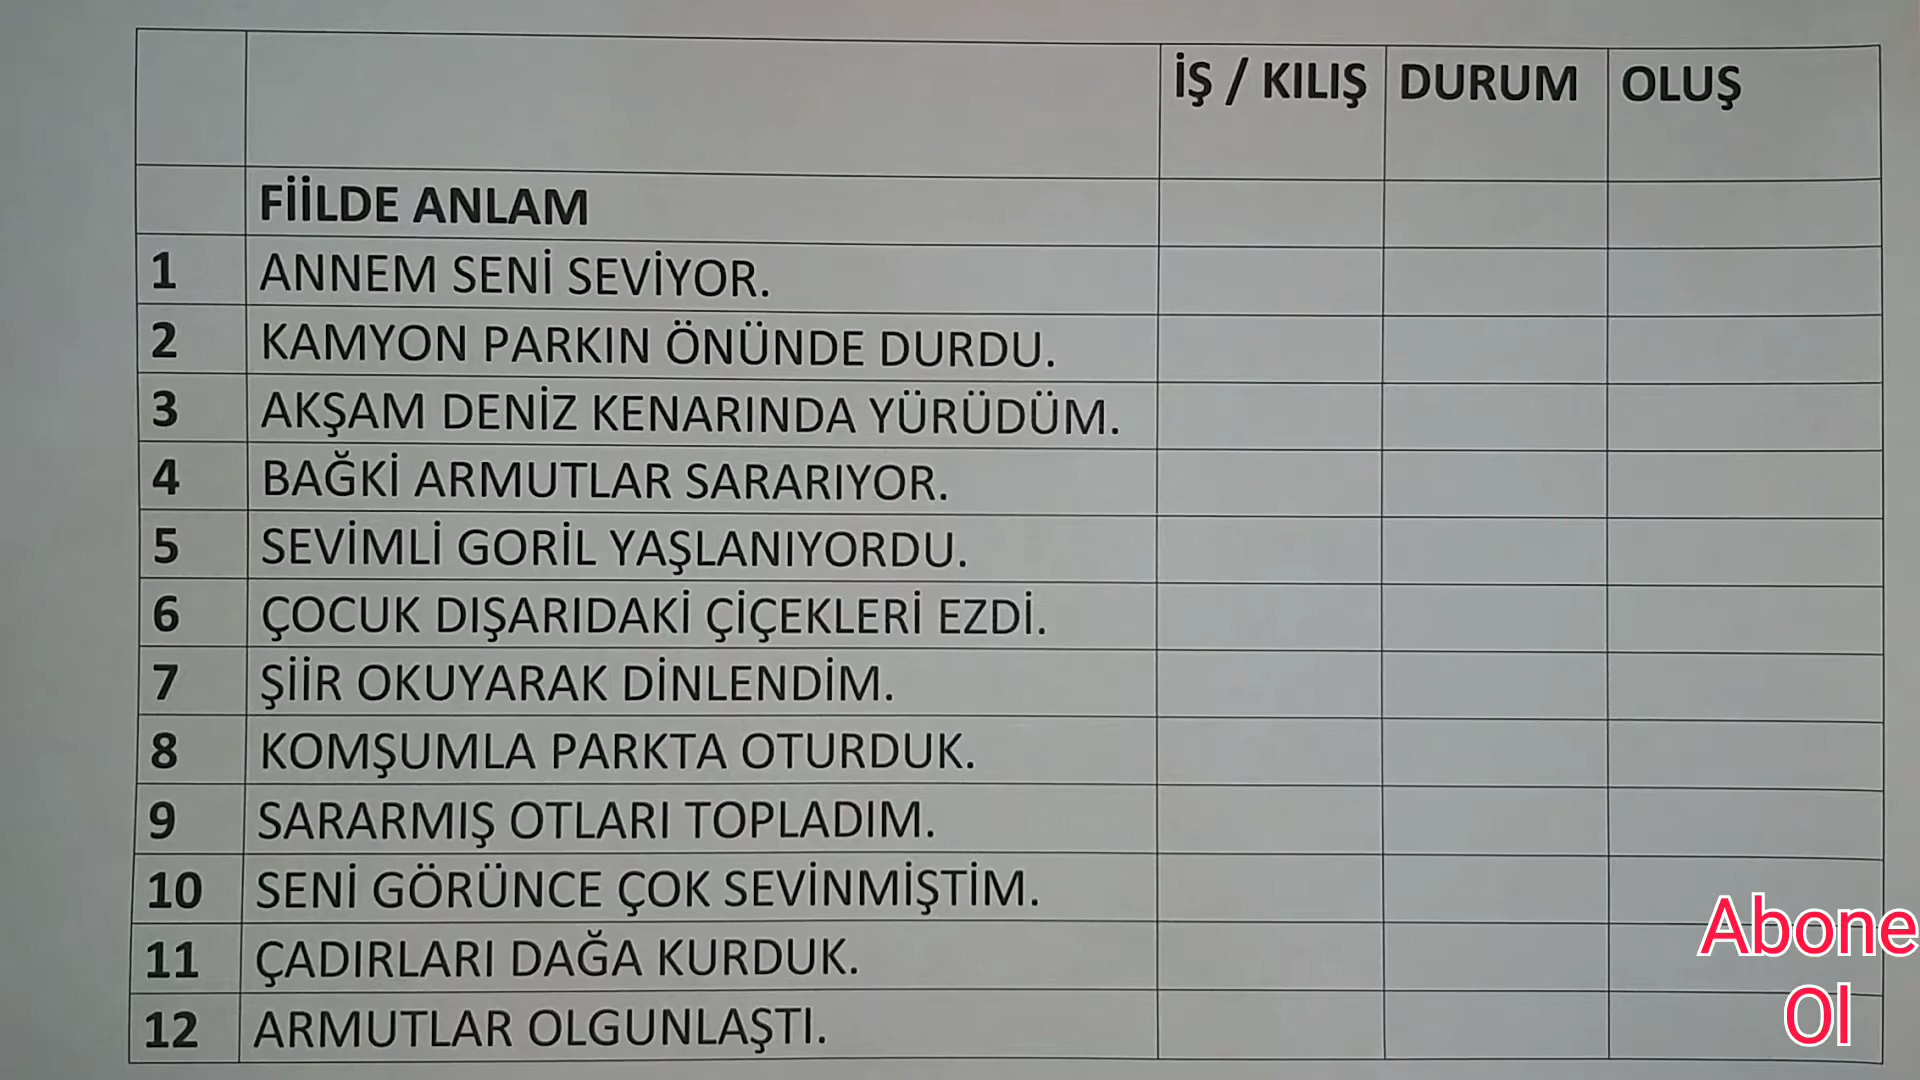 İŞ / KILIŞ DURUM OLUŞ
FİİLDE ANLAM
1 ANNEM SENİ SEVİYOR.
2 KAMYON PARKIN ÖNÜNDE DURDU.
3 AKŞAM DENİZ KENARINDA YÜRÜDÜM.
4 BAĞKİ ARMUTLAR SARARIYOR.
5 SEVİMLİ GORİL YAŞLANIYORDU.
6 ÇOCUK DIŞARIDAKİ ÇİÇEKLERİ EZDİ.
7 ŞİİR OKUYARAK DİNLENDİM.
8 KOMŞUMLA PARKTA OTURDUK.
9 SARARMIŞ OTLARI TOPLADIM.
10 SENİ GÖRÜNCE ÇOK SEVİNMİŞTİM.
11 ÇADIRLARI DAĞA KURDUK.
12 ARMUTLAR OLGUNLAŞTI.
Abone
Ol